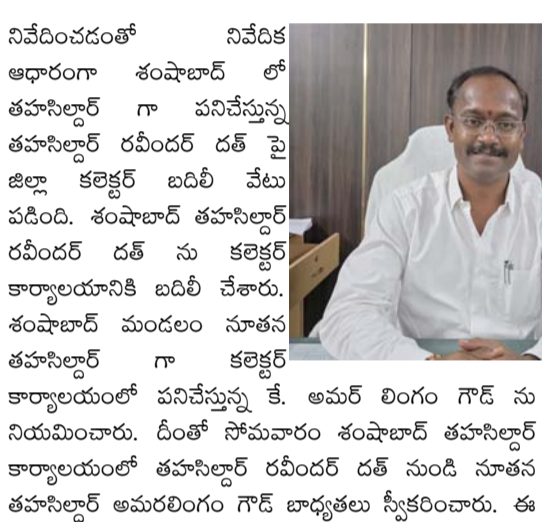 నివేదించడంతో నివేదిక
ఆధారంగా శంషాబాద్ లో
తహసిల్దార్ గా పనిచేస్తున్న
తహసిల్దార్ రవీందర్ దత్ పై
జిల్లా కలెక్టర్ బదిలీ వేటు
పడింది. శంషాబాద్ తహసిల్దార్
రవీందర్ దత్ ను కలెక్టర్
కార్యాలయానికి బదిలీ చేశారు.
శంషాబాద్ మండలం నూతన
తహసిల్దార్ గా కలెక్టర్
కార్యాలయంలో పనిచేస్తున్న కే. అమర్ లింగం గౌడ్ ను
నియమించారు. దీంతో సోమవారం శంషాబాద్ తహసిల్దార్
కార్యాలయంలో తహసిల్దార్ రవీందర్ దత్ నుండి నూతన
తహసిల్దార్ అమరలింగం గౌడ్ బాధ్యతలు స్వీకరించారు. ఈ